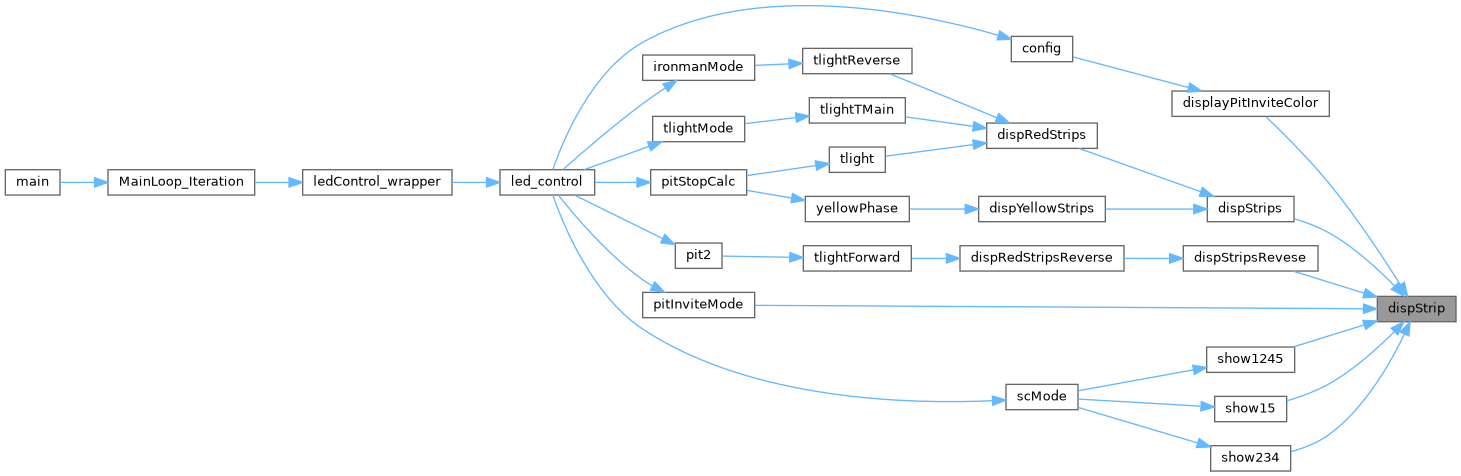 config
tlightReverse
ironmanMode
displayPitInviteColor
tlightTMain
tlightMode
dispRedStrips
tlight
main
MainLoop_Iteration
ledControl_wrapper
led_control
pitStopCalc
yellowPhase
dispYellowStrips
dispStrips
pit2
tlightForward
dispRedStripsReverse
dispStripsRevese
pitInviteMode
dispStrip
show1245
scMode
show15
show234